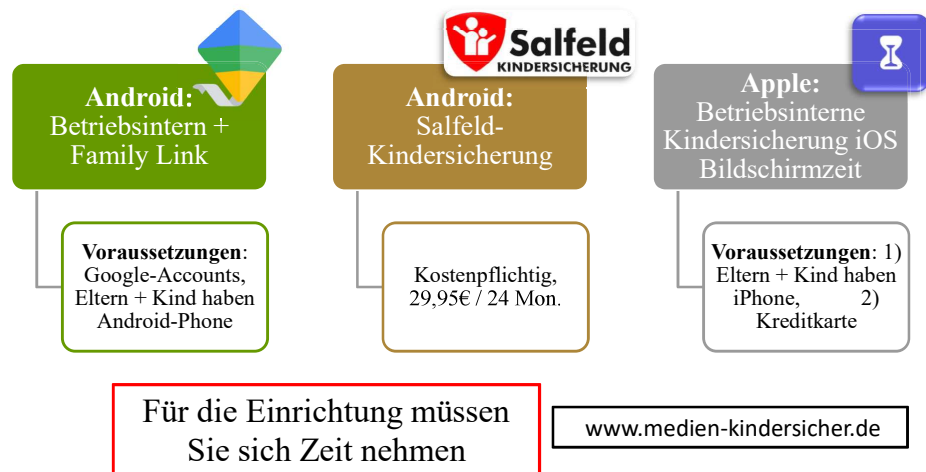 Salfeld
KINDERSICHERUNG
Android:
Betriebsintern +
Family Link
Voraussetzungen:
Google-Accounts,
Eltern + Kind haben
Android-Phone
Android:
Salfeld-
Kindersicherung
Kostenpflichtig,
29,95€ / 24 Mon.
Apple:
Betriebsinterne
Kindersicherung iOS
Bildschirmzeit
Voraussetzungen: 1)
Eltern + Kind haben
iPhone, 2)
Kreditkarte
Für die Einrichtung müssen
Sie sich Zeit nehmen
www.medien-kindersicher.de